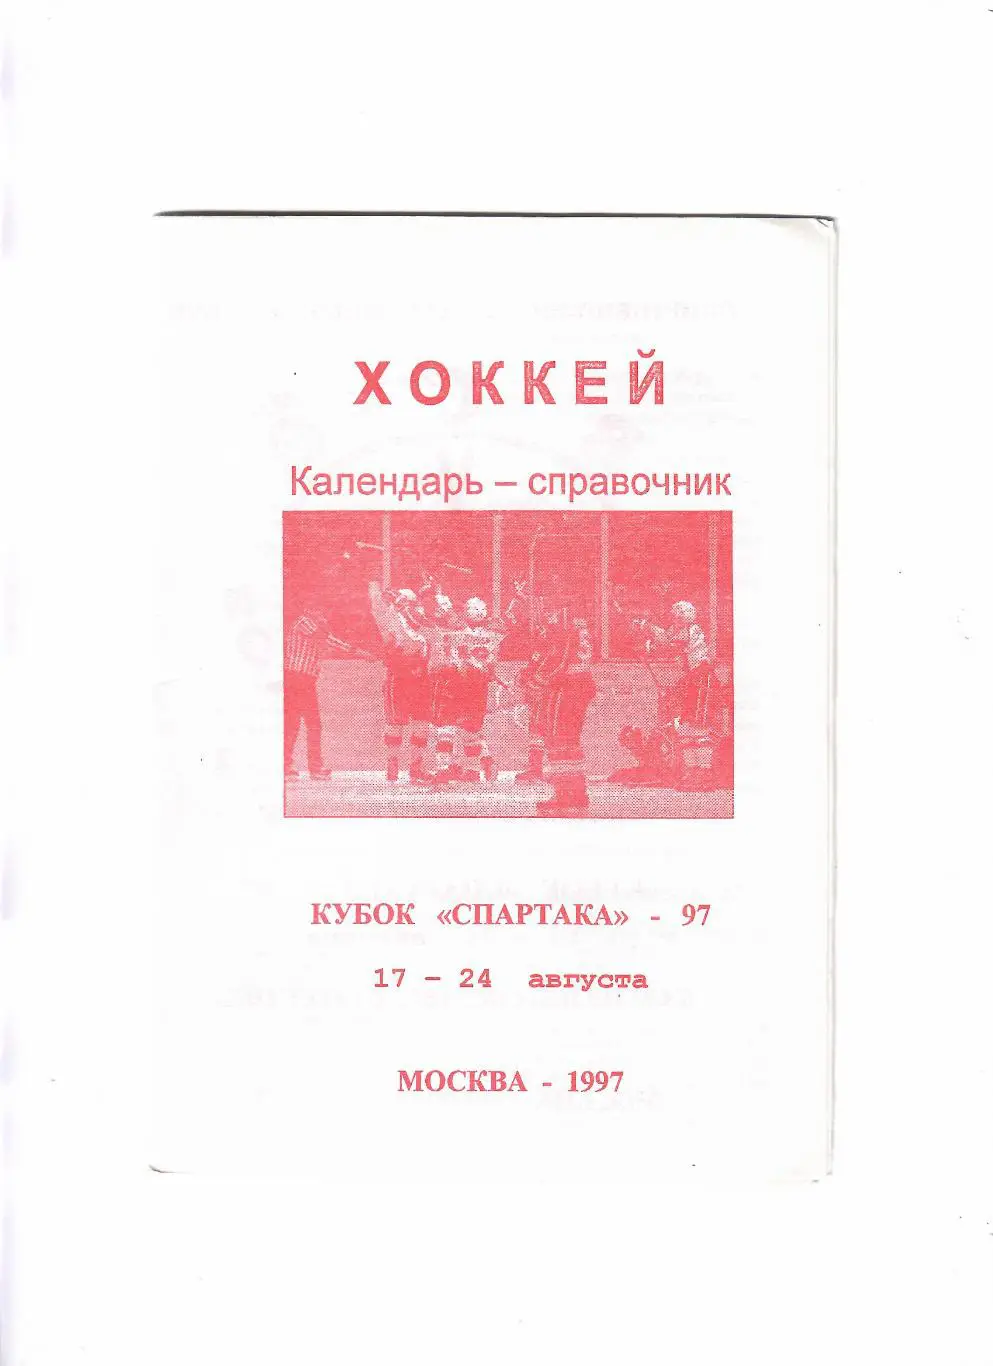 ХОККЕЙ
Календарь – справочник
КУБОК «СПАРТАКА» - 97
17 – 24 августа
МОСКВА - 1997